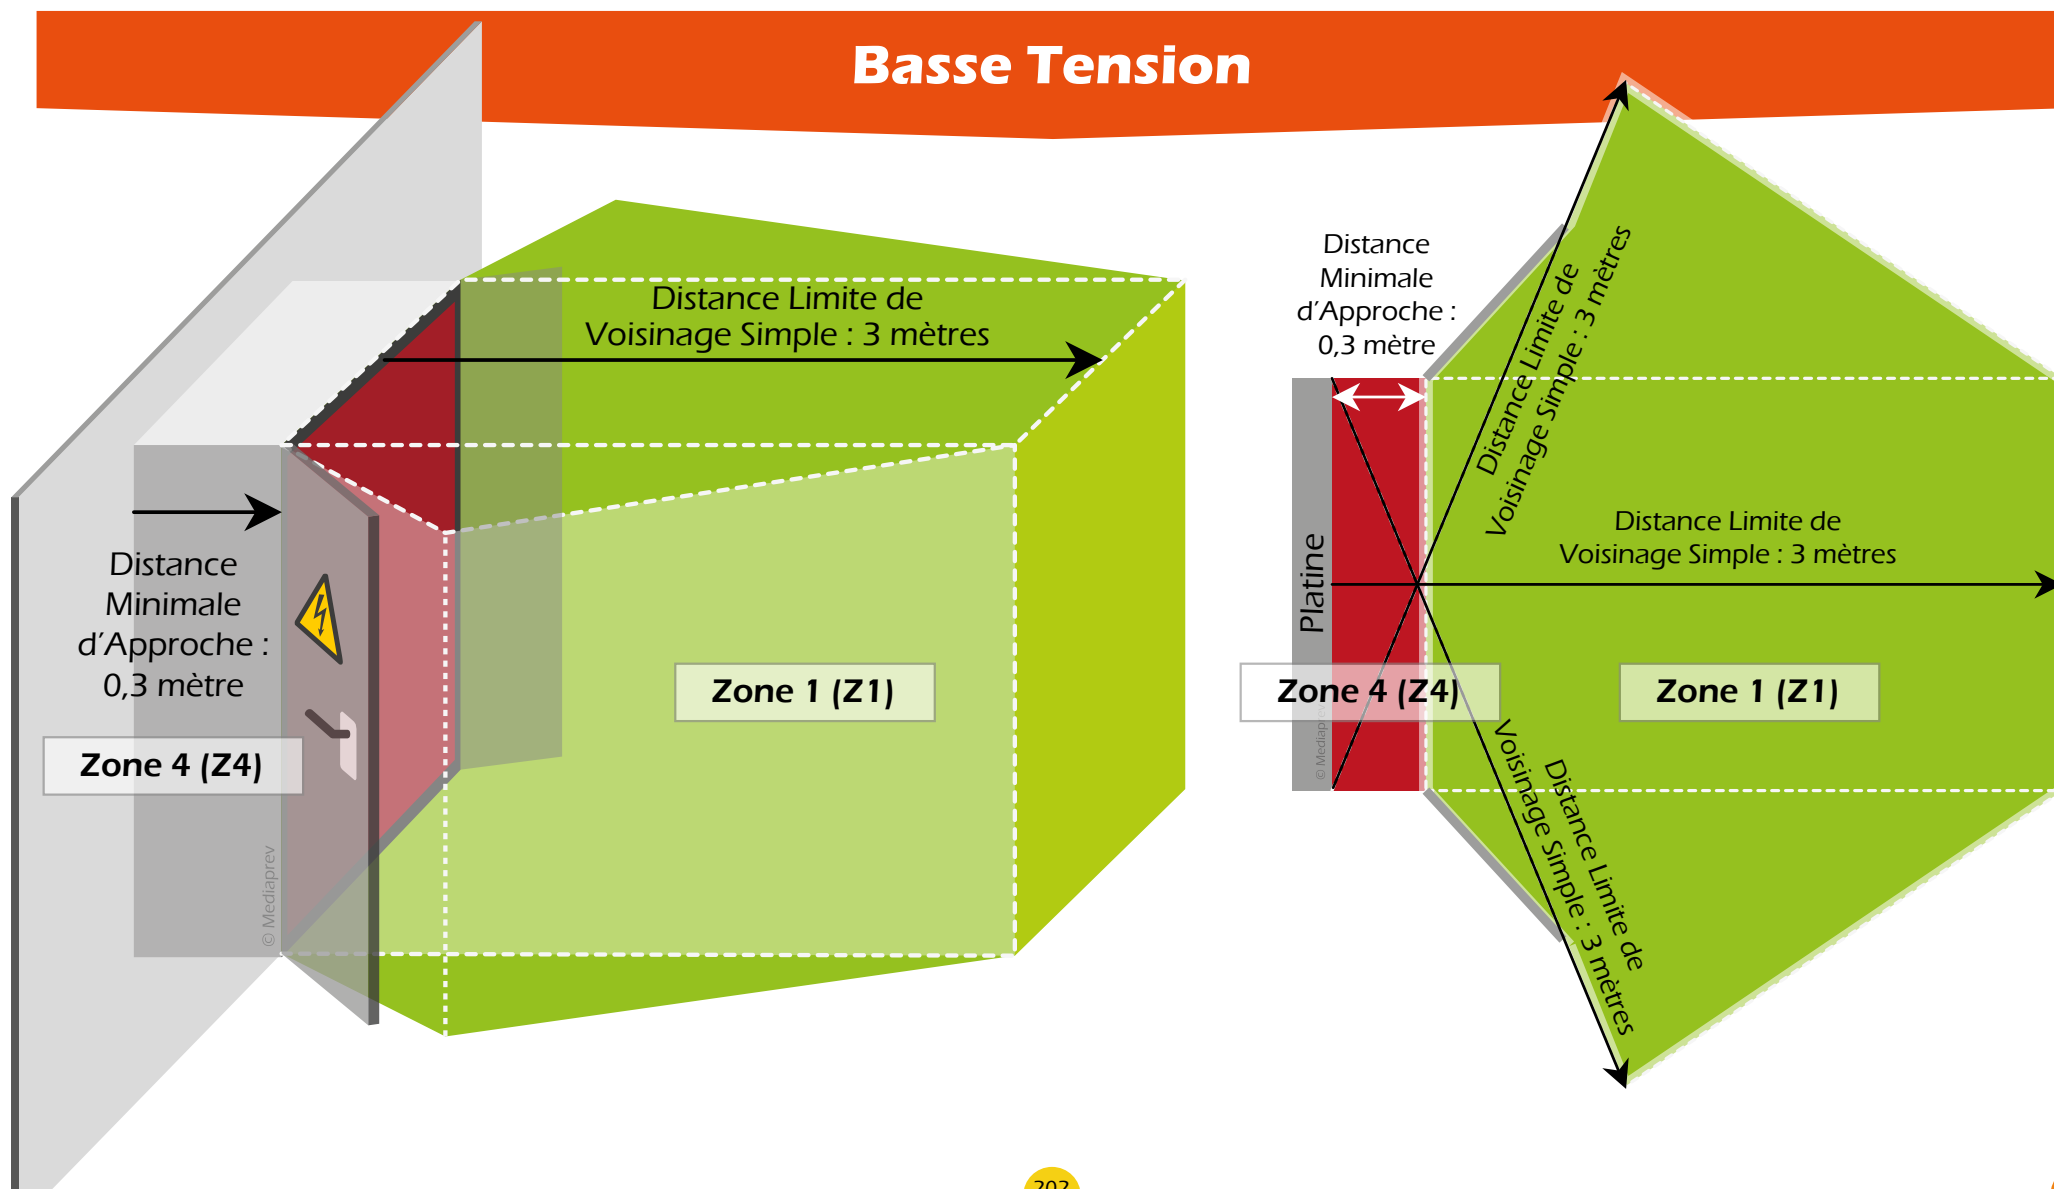 Basse Tension
Distance Limite de
Voisinage Simple : 3 mètres
Distance
Minimale
d'Approche :
0,3 mètre
Zone 4 (Z4)
© Mediaprev
Zone 1 (Z1)
Distance
Minimale
d'Approche :
0,3 mètre
Distance Limite de
Voisinage Simple : 3 mètres
Distance Limite de
Voisinage Simple : 3 mètres
Platine
Zone 4 (Z4)
© Mediaprev
Zone 1 (Z1)
Distance Limite de
Voisinage Simple : 3 mètres
202